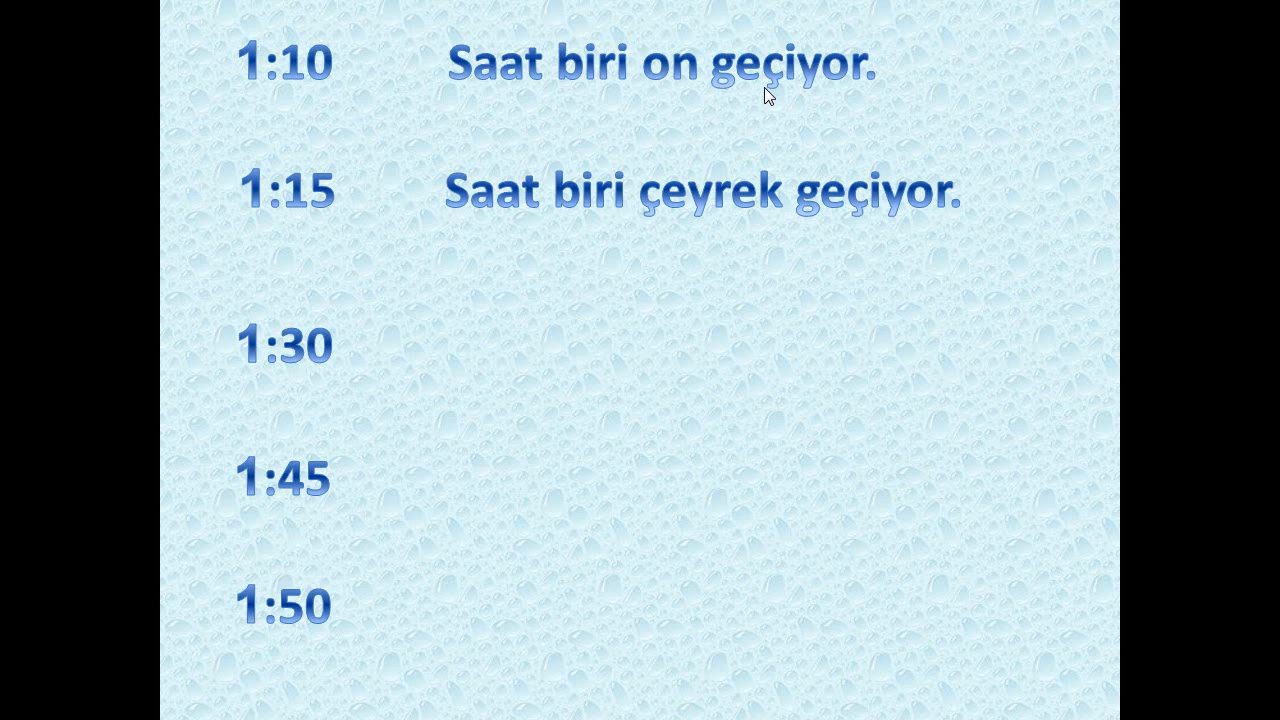 1:10 Saat biri on geçiyor.
1:15 Saat biri çeyrek geçiyor.
1:30
1:45
1:50